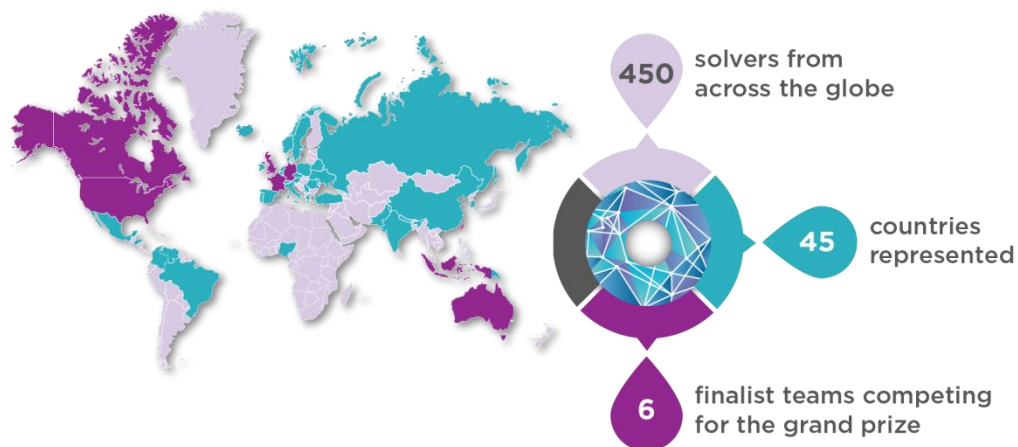 450
solvers from
across the globe
45
countries
represented
6
finalist teams competing
for the grand prize